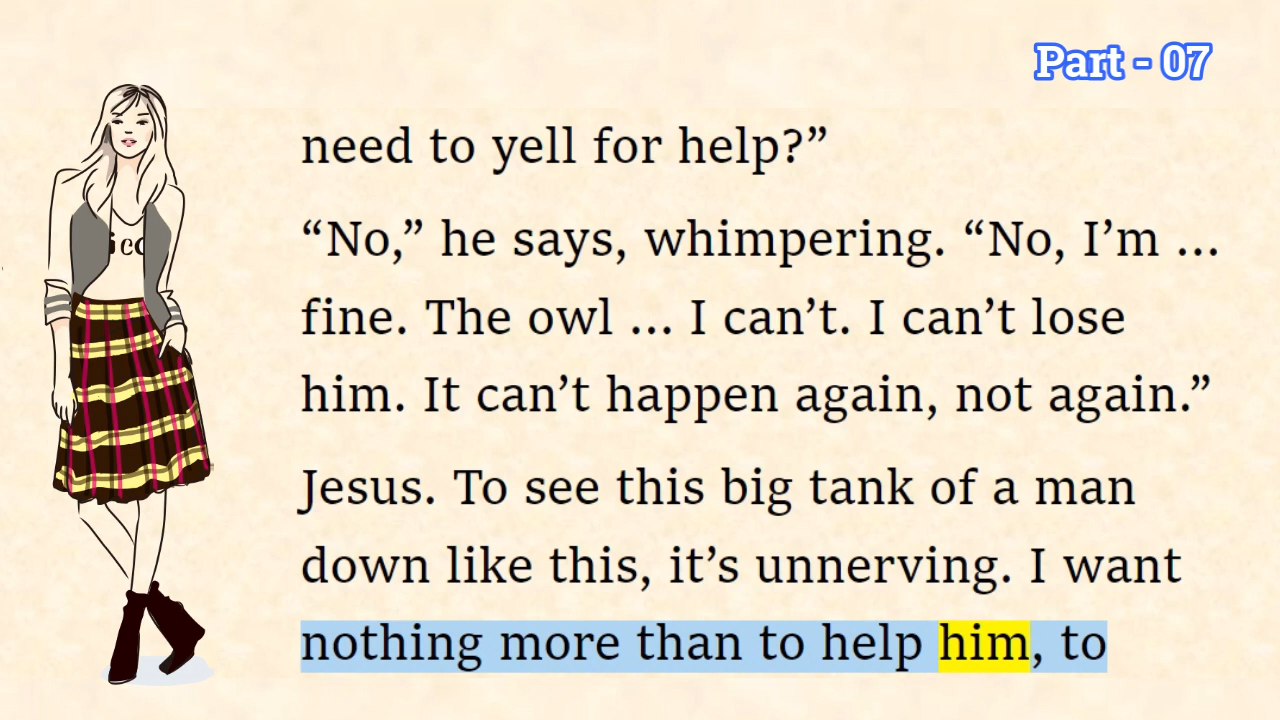 Part - 07
need to yell for help?”
“No,” he says, whimpering. “No, I’m ...
fine. The owl ... I can’t. I can’t lose
him. It can’t happen again, not again.”
Jesus. To see this big tank of a man
down like this, it’s unnerving. I want
nothing more than to help him, to